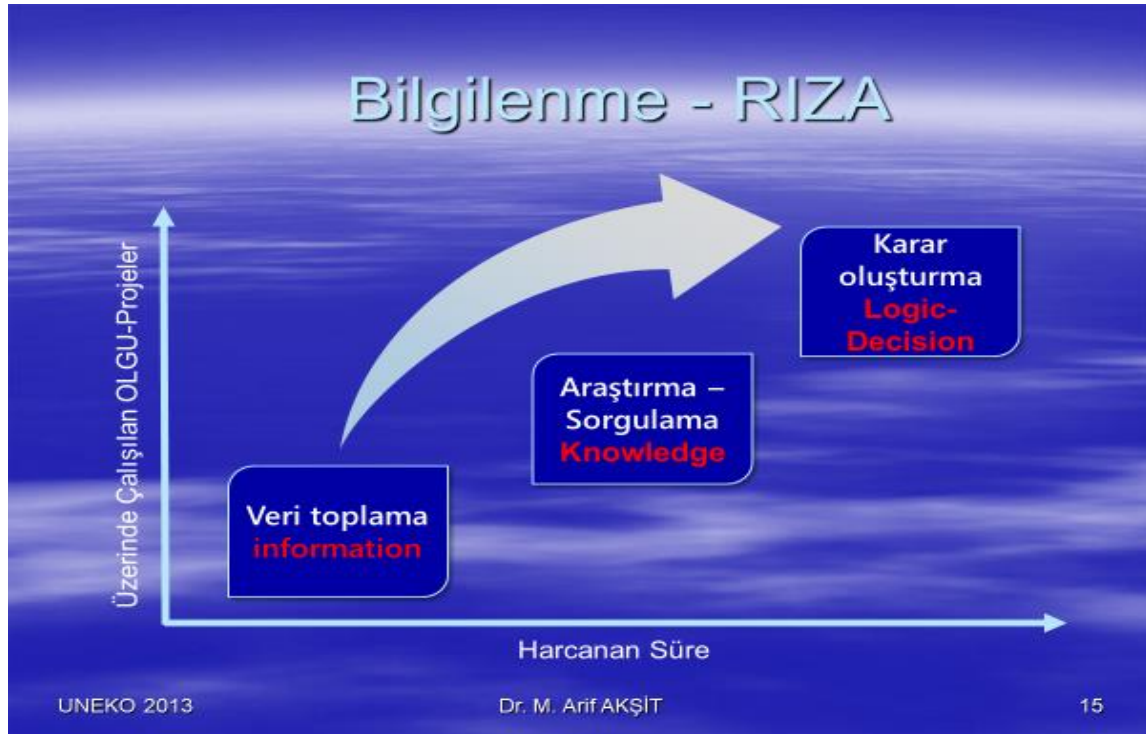 Bilgilenme - RIZA
Üzerinde Çalışılan OLGU-Projeler
Karar
oluşturma
Logic-
Decision
Araştırma –
Sorgulama
Knowledge
Veri toplama
information
Harcanan Süre
UNEKO 2013
Dr. M. Arif AKŞİT
15